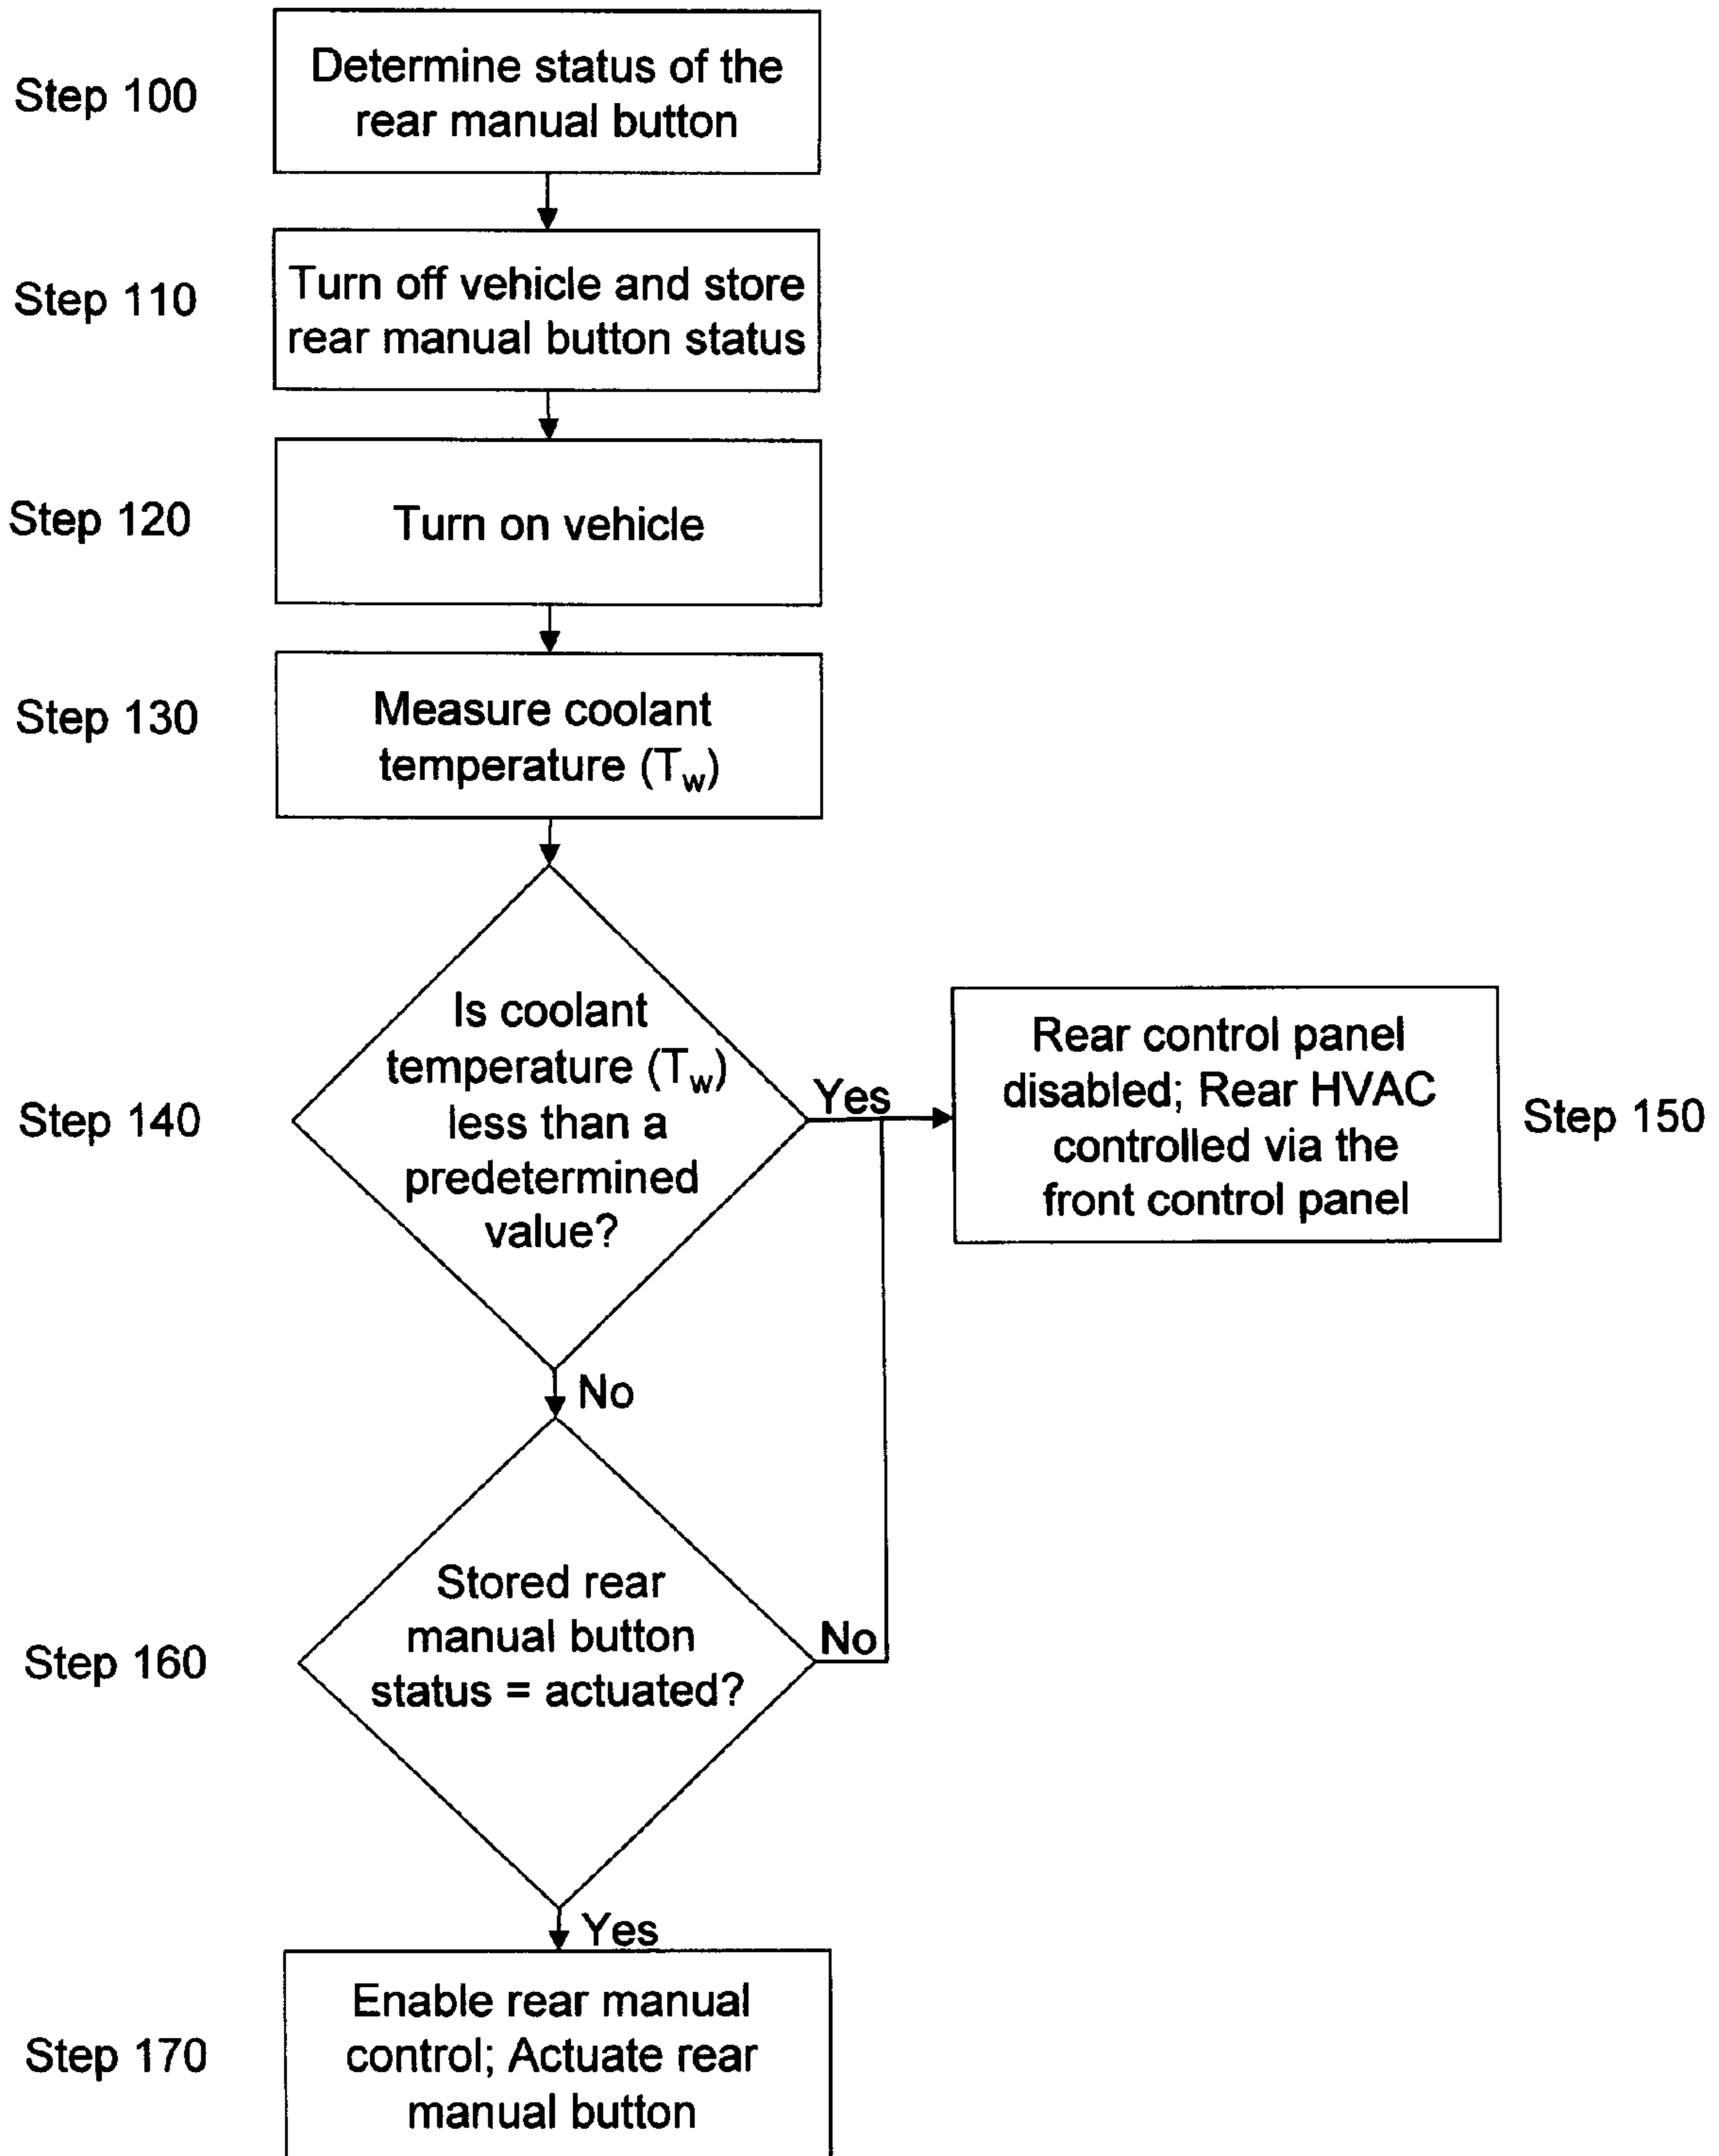 Step 100
Determine status of the
rear manual button
Step 110
Turn off vehicle and store
rear manual button status
Step 120
Turn on vehicle
Step 130
Measure coolant
temperature (Tw)
Step 140
Is coolant
temperature (Tw)
less than a
predetermined
value?
Yes
Rear control panel
disabled; Rear HVAC
controlled via the
front control panel
Step 150
No
Step 160
Stored rear
manual button
status = actuated?
No
Yes
Step 170
Enable rear manual
control; Actuate rear
manual button